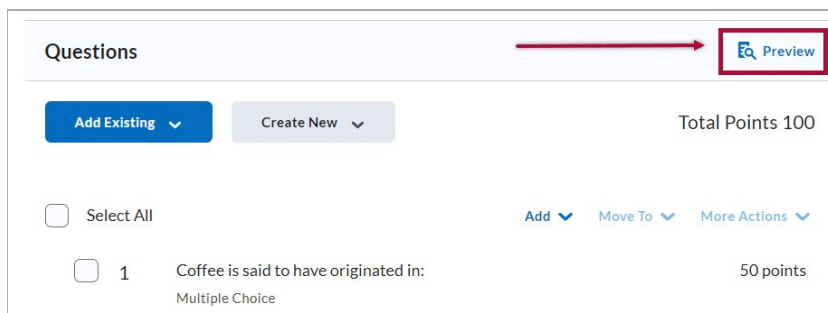 Questions
Preview
Add Existing
Create New
Total Points 100
Select All
Add
Move To
More Actions
1
Coffee is said to have originated in:
50 points
Multiple Choice